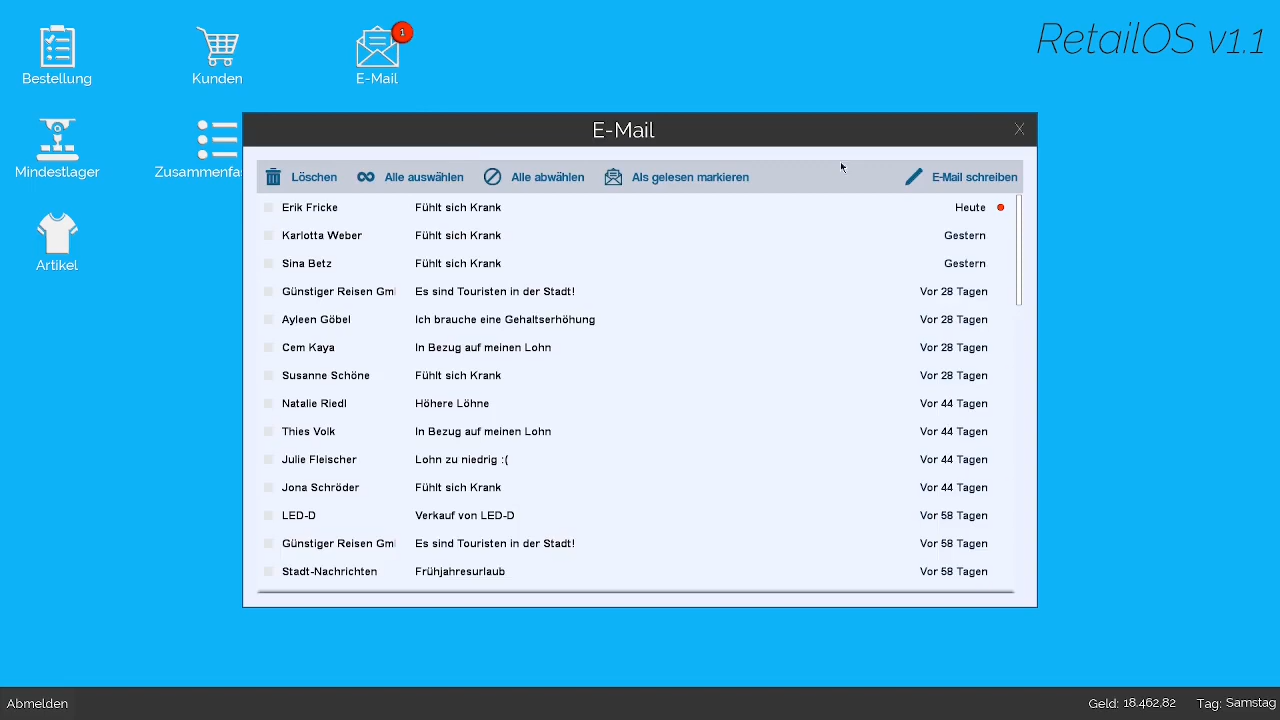 1
RetailOS v1.1
Bestellung
Kunden
E-Mail
E-Mail
X
Mindestlager
Zusammenfas
Löschen
Alle auswählen
Alle abwählen
Als gelesen markieren
E-Mail schreiben
Erik Fricke Fühlt sich Krank Heute
Karlotta Weber Fühlt sich Krank Gestern
Artikel
Sina Betz Fühlt sich Krank Gestern
Günstiger Reisen Gm Es sind Touristen in der Stadt! Vor 28 Tagen
Ayleen Göbel Ich brauche eine Gehaltserhöhung Vor 28 Tagen
Cem Kaya In Bezug auf meinen Lohn Vor 28 Tagen
Susanne Schöne Fühlt sich Krank Vor 28 Tagen
Natalie Riedl Höhere Löhne Vor 44 Tagen
Thies Volk In Bezug auf meinen Lohn Vor 44 Tagen
Julie Fleischer Lohn zu niedrig :( Vor 44 Tagen
Jona Schröder Fühlt sich Krank Vor 44 Tagen
LED-D Verkauf von LED-D Vor 58 Tagen
Günstiger Reisen Gm Es sind Touristen in der Stadt! Vor 58 Tagen
Stadt-Nachrichten Frühjahresurlaub Vor 58 Tagen
Abmelden
Geld: 18.462,82 Tag: Samstag